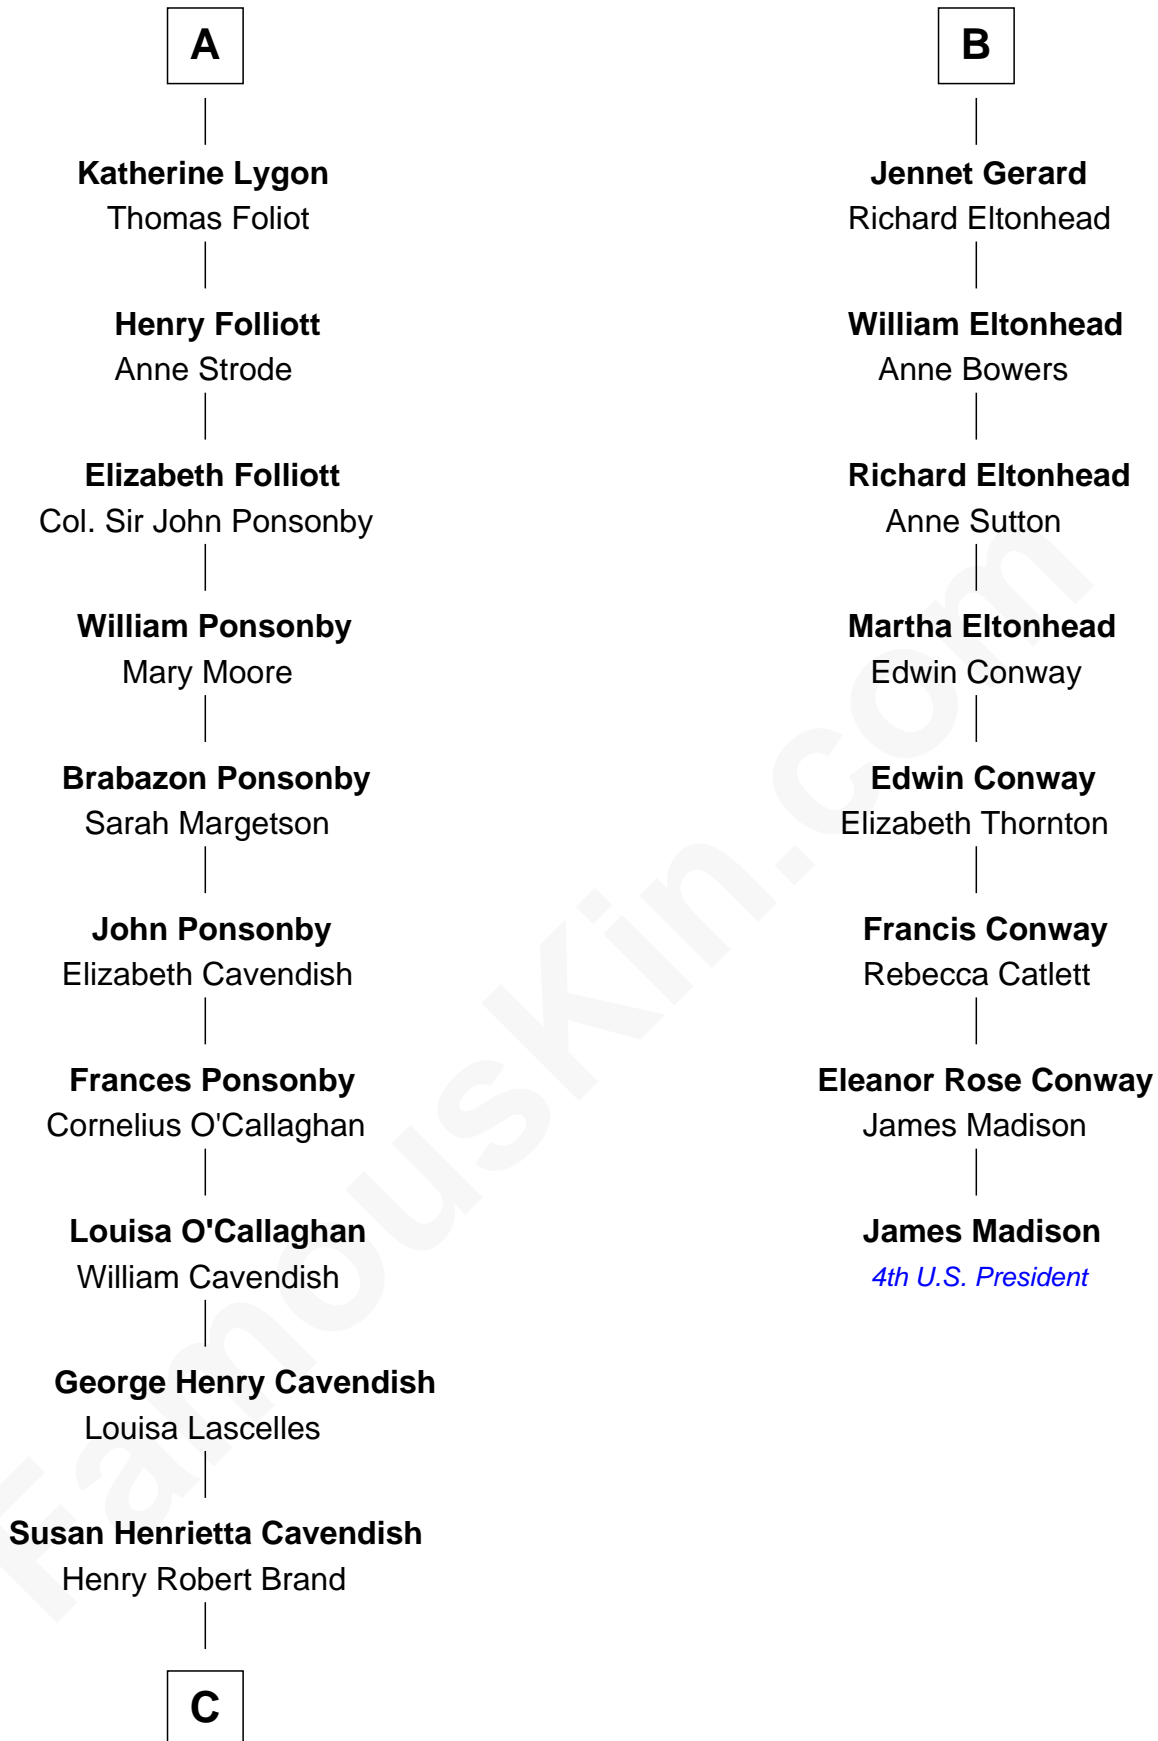 A
Katherine Lygon
Thomas Foliot
Henry Folliott
Anne Strode
Elizabeth Folliott
Col. Sir John Ponsonby
William Ponsonby
Mary Moore
Brabazon Ponsonby
Sarah Margetson
John Ponsonby
Elizabeth Cavendish
Frances Ponsonby
Cornelius O'Callaghan
Louisa O'Callaghan
William Cavendish
George Henry Cavendish
Louisa Lascelles
Susan Henrietta Cavendish
Henry Robert Brand
C
B
Jennet Gerard
Richard Eltonhead
William Eltonhead
Anne Bowers
Richard Eltonhead
Anne Sutton
Martha Eltonhead
Edwin Conway
Edwin Conway
Elizabeth Thornton
Francis Conway
Rebecca Catlett
Eleanor Rose Conway
James Madison
James Madison
4th U.S. President
FamousKin.com